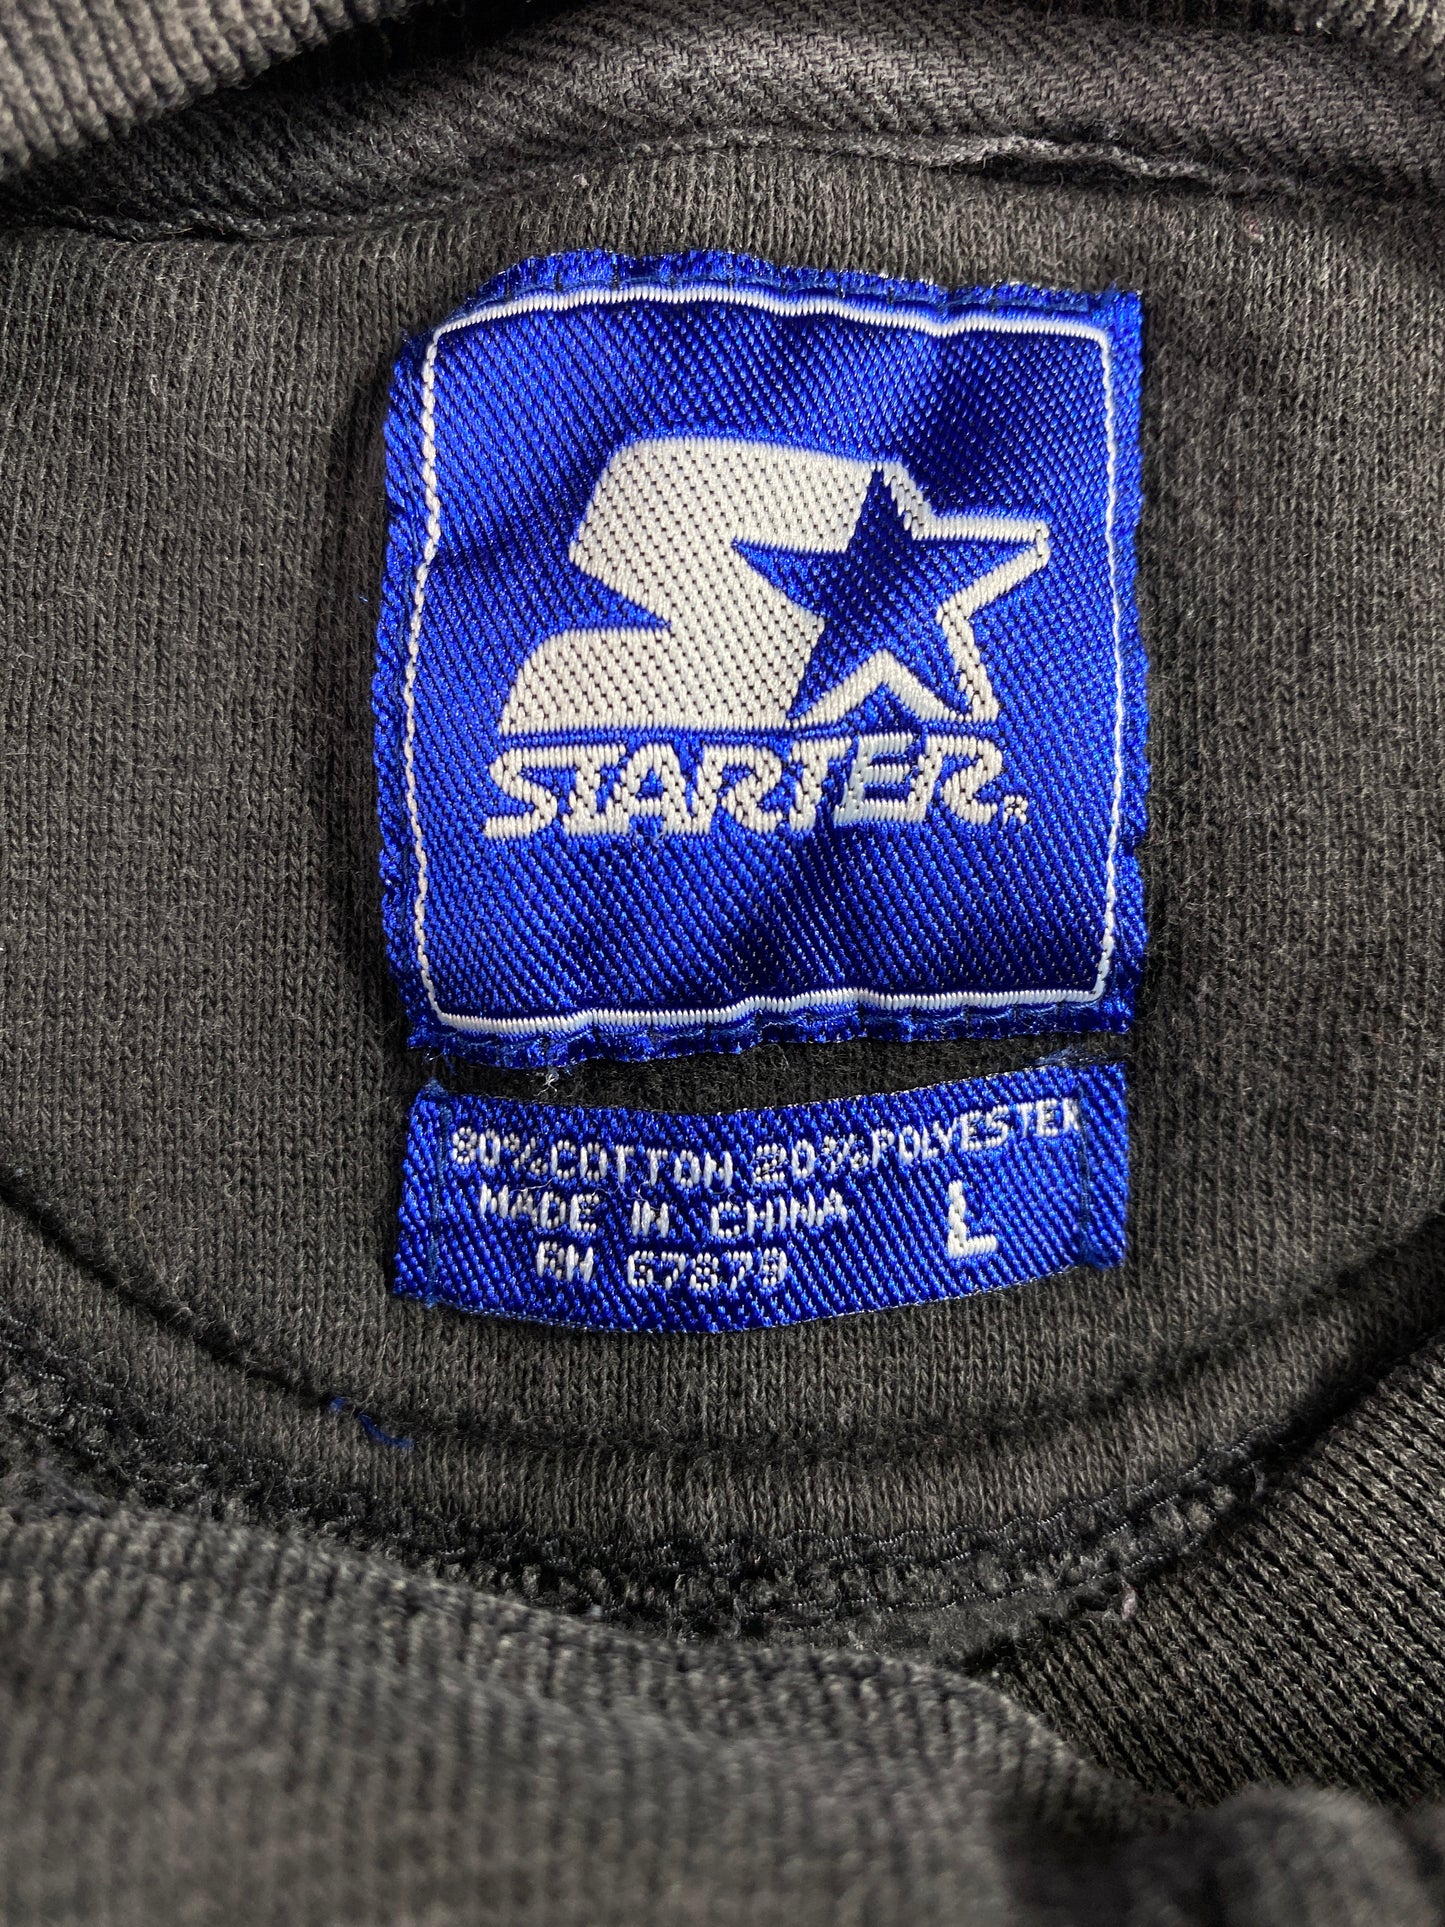 STARTER®
80% COTTON 20% POLYESTER
MADE IN CHINA L
RN 67879